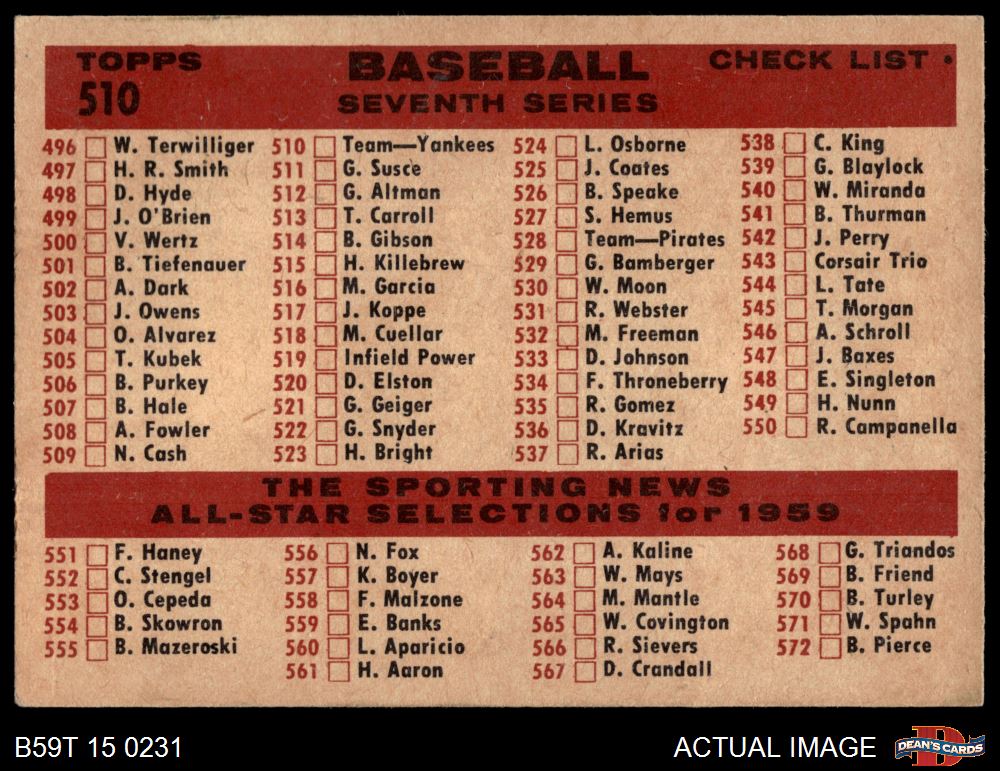 TOPPS BASEBALL CHECK LIST •
510 SEVENTH SERIES
496 W. Terwilliger
497 H. R. Smith
498 D. Hyde
499 J. O'Brien
500 V. Wertz
501 B. Tiefenauer
502 A. Dark
503 J. Owens
504 O. Alvarez
505 T. Kubek
506 B. Purkey
507 B. Hale
508 A. Fowler
509 N. Cash
510 Team—Yankees
511 G. Susce
512 G. Altman
513 T. Carroll
514 B. Gibson
515 H. Killebrew
516 M. Garcia
517 J. Koppe
518 M. Cuellar
519 Infield Power
520 D. Elston
521 G. Geiger
522 G. Snyder
523 H. Bright
524 L. Osborne
525 J. Coates
526 B. Speake
527 S. Hemus
528 Team—Pirates
529 G. Bamberger
530 W. Moon
531 R. Webster
532 M. Freeman
533 D. Johnson
534 F. Throneberry
535 R. Gomez
536 D. Kravitz
537 R. Arias
538 C. King
539 G. Blaylock
540 W. Miranda
541 B. Thurman
542 J. Perry
543 Corsair Trio
544 L. Tate
545 T. Morgan
546 A. Schroll
547 J. Baxes
548 E. Singleton
549 H. Nunn
550 R. Campanella
THE SPORTING NEWS
ALL-STAR SELECTIONS for 1959
551 F. Haney
552 C. Stengel
553 O. Cepeda
554 B. Skowron
555 B. Mazeroski
556 N. Fox
557 K. Boyer
558 F. Malzone
559 E. Banks
560 L. Aparicio
561 H. Aaron
562 A. Kaline
563 W. Mays
564 M. Mantle
565 W. Covington
566 R. Sievers
567 D. Crandall
568 G. Triandos
569 B. Friend
570 B. Turley
571 W. Spahn
572 B. Pierce
B59T 15 0231
ACTUAL IMAGE
D
DEAN'S CARDS